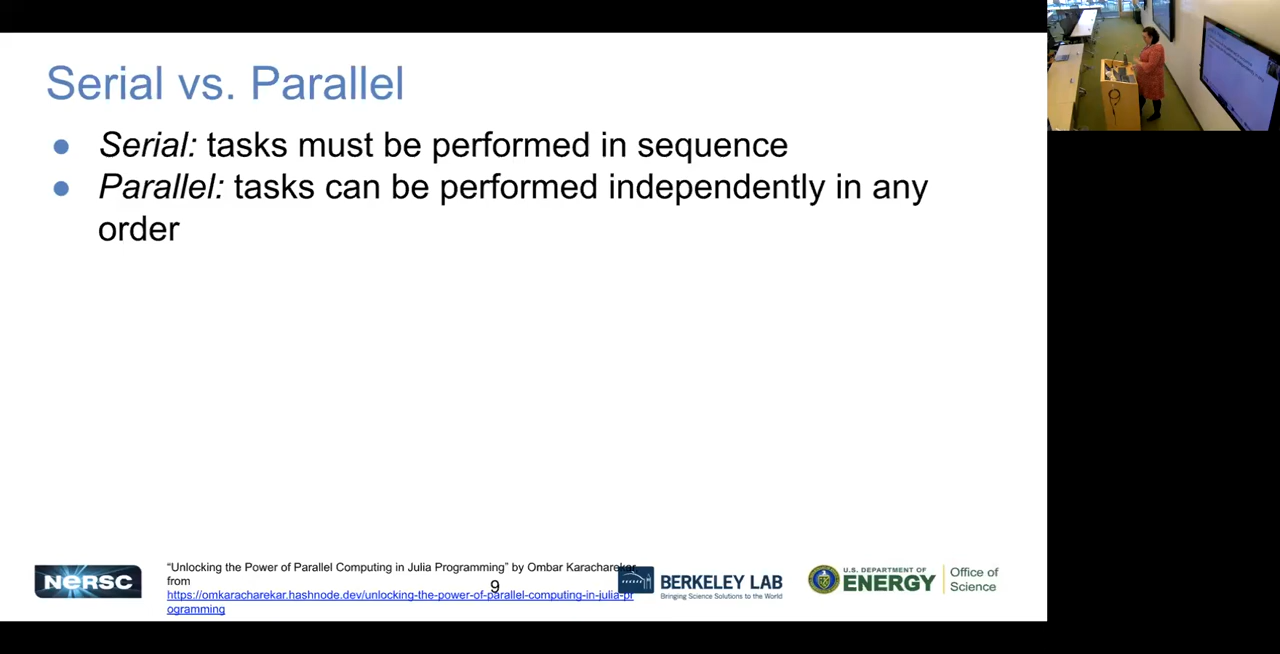 Serial vs. Parallel
● Serial: tasks must be performed in sequence
● Parallel: tasks can be performed independently in any
order
NERSC
“Unlocking the Power of Parallel Computing in Julia Programming” by Ombar Karacharekar
from
https://omkaracharekar.hashnode.dev/unlocking-the-power-of-parallel-computing-in-julia-pr
ogramming
9
BERKELEY LAB
Bringing Science Solutions to the World
U.S. DEPARTMENT OF
ENERGY
Office of
Science